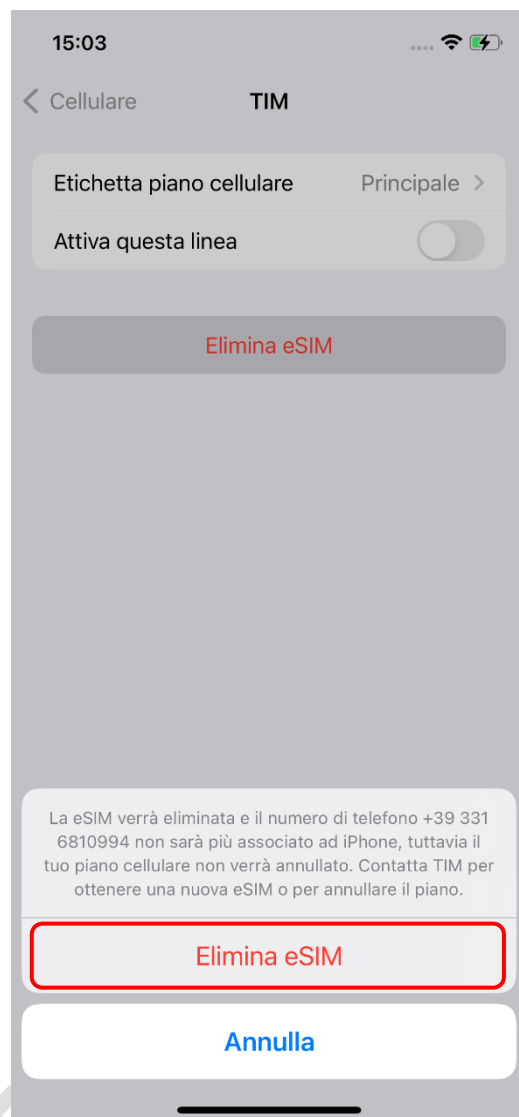 15:03
Cellulare
TIM
Etichetta piano cellulare Principale
Attiva questa linea
Elimina eSIM
La eSIM verrà eliminata e il numero di telefono +39 331
6810994 non sarà più associato ad iPhone, tuttavia il
tuo piano cellulare non verrà annullato. Contatta TIM per
ottenere una nuova eSIM o per annullare il piano.
Elimina eSIM
Annulla